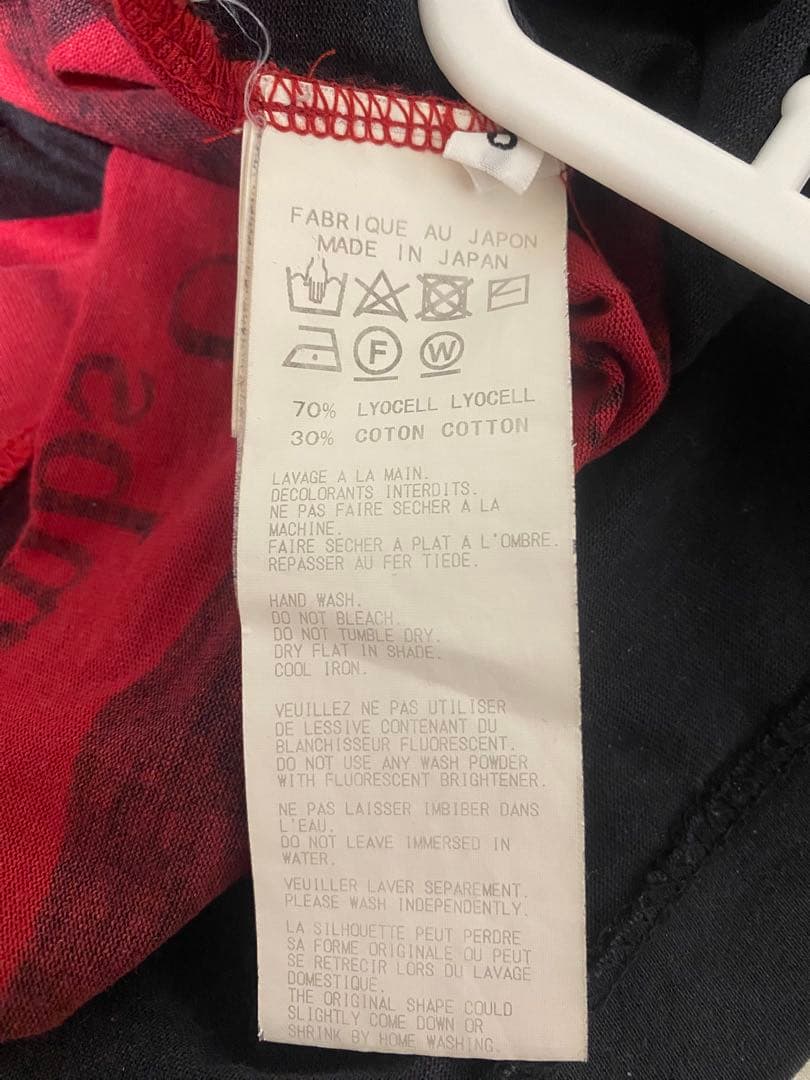 FABRIQUE AU JAPON
MADE IN JAPAN
F W
70% LYOCELL LYOCELL
30% COTON COTTON
LAVAGE A LA MAIN.
DECOLORANTS INTERDITS.
NE PAS FAIRE SECHER A LA
MACHINE.
FAIRE SECHER A PLAT A L'OMBRE.
REPASSER AU FER TIEDE.
HAND WASH.
DO NOT BLEACH.
DO NOT TUMBLE DRY.
DRY FLAT IN SHADE.
COOL IRON.
VEUILLEZ NE PAS UTILISER
DE LESSIVE CONTENANT DU
BLANCHISSEUR FLUORESCENT.
DO NOT USE ANY WASH POWDER
WITH FLUORESCENT BRIGHTENER.
NE PAS LAISSER IMBIBER DANS
L'EAU.
DO NOT LEAVE IMMERSED IN
WATER.
VEUILLER LAVER SEPAREMENT.
PLEASE WASH INDEPENDENTLY.
LA SILHOUETTE PEUT PERDRE
SA FORME ORIGINALE OU PEUT
SE RETRECIR LORS DU LAVAGE
DOMESTIQUE.
THE ORIGINAL SHAPE COULD
SLIGHTLY COME DOWN OR
SHRINK BY HOME WASHING.